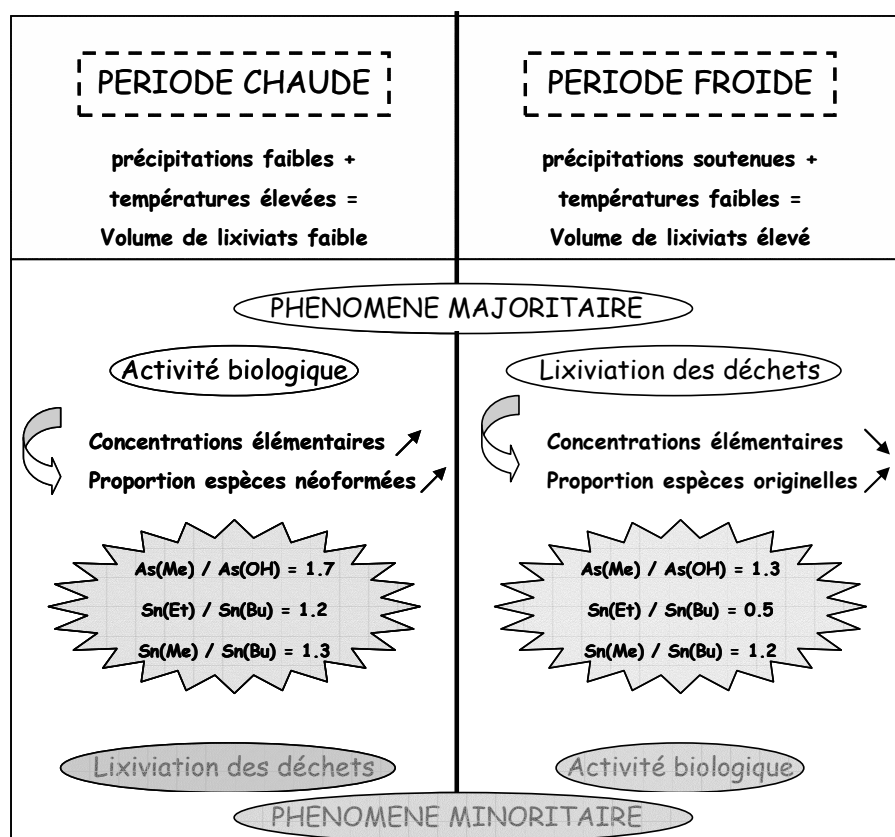 PERIODE CHAUDE
précipitations faibles +
températures élevées =
Volume de lixiviats faible
PERIODE FROIDE
précipitations soutenues +
températures faibles =
Volume de lixiviats élevé
PHENOMENE MAJORITAIRE
Activité biologique
Concentrations élémentaires
Proportion espèces néoformées
As(Me) / As(OH) = 1.7
Sn(Et) / Sn(Bu) = 1.2
Sn(Me) / Sn(Bu) = 1.3
Lixiviation des déchets
Lixiviation des déchets
Concentrations élémentaires
Proportion espèces originelles
As(Me) / As(OH) = 1.3
Sn(Et) / Sn(Bu) = 0.5
Sn(Me) / Sn(Bu) = 1.2
Activité biologique
PHENOMENE MINORITAIRE